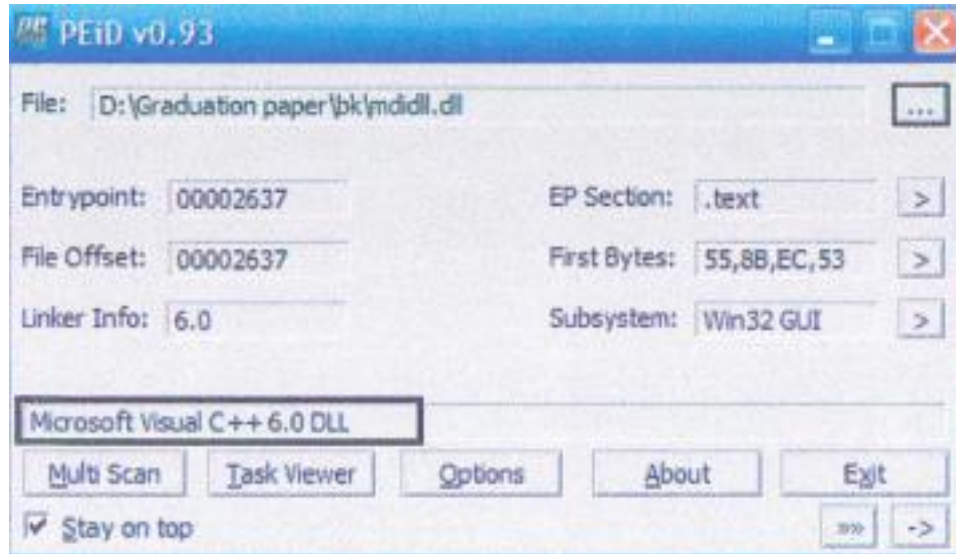 PEiD v0.93
File: D:\Graduation paper\bk\mdidll.dll ...
Entrypoint: 00002637 EP Section: .text >
File Offset: 00002637 First Bytes: 55,8B,EC,53 >
Linker Info: 6.0 Subsystem: Win32 GUI >
Microsoft Visual C++ 6.0 DLL
Multi Scan Task Viewer Options About Exit
Stay on top »» ->